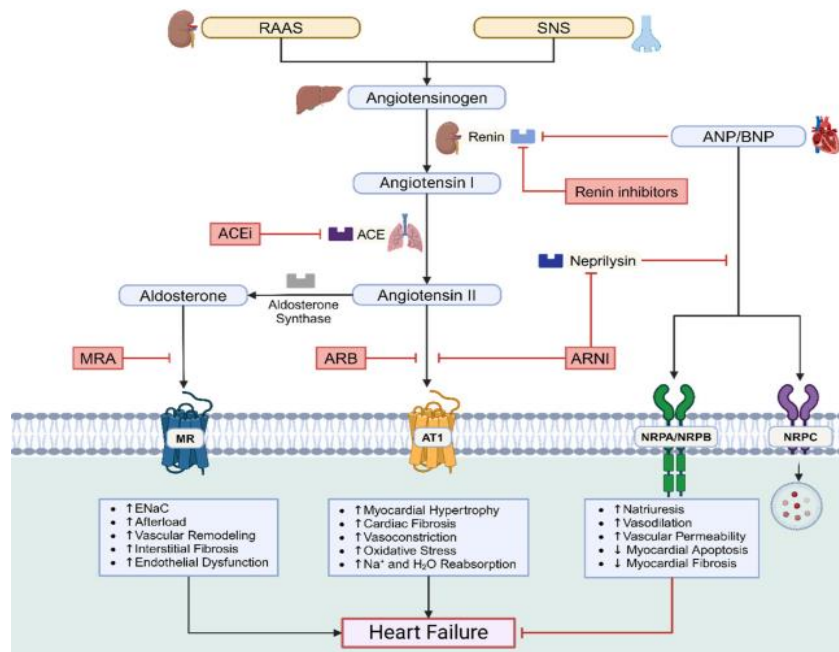 RAAS
SNS
Angiotensinogen
Renin
ANP/BNP
Angiotensin I
Renin inhibitors
ACEi
ACE
Neprilysin
Aldosterone
Aldosterone
Synthase
Angiotensin II
MRA
ARB
ARNI
MR
AT1
NRPA/NRPB
NRPC
• ↑ENaC
• ↑Afterload
• ↑Vascular Remodeling
• ↑Interstitial Fibrosis
• ↑Endothelial Dysfunction
• ↑Myocardial Hypertrophy
• ↑Cardiac Fibrosis
• ↑Vasoconstriction
• ↑Oxidative Stress
• ↑Na⁺ and H₂O Reabsorption
• ↑Natriuresis
• ↑Vasodilation
• ↑Vascular Permeability
• ↓ Myocardial Apoptosis
• ↓ Myocardial Fibrosis
Heart Failure